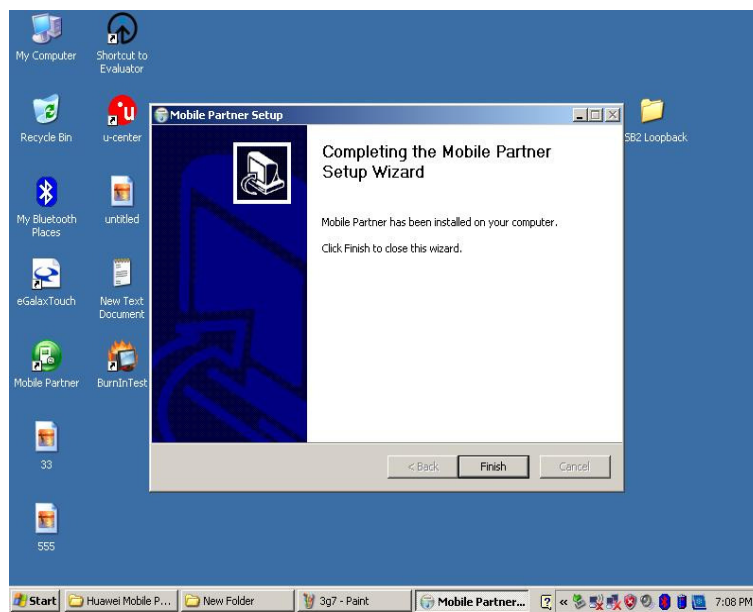 My Computer
Shortcut to
Evaluator
Recycle Bin
u-center
SB2 Loopback
My Bluetooth
Places
untitled
eGalaxTouch
New Text
Document
Mobile Partner
BurnInTest
33
555
Mobile Partner Setup
Completing the Mobile Partner
Setup Wizard
Mobile Partner has been installed on your computer.
Click Finish to close this wizard.
< Back
Finish
Cancel
Start
Huawei Mobile P...
New Folder
3g7 - Paint
Mobile Partner...
7:08 PM